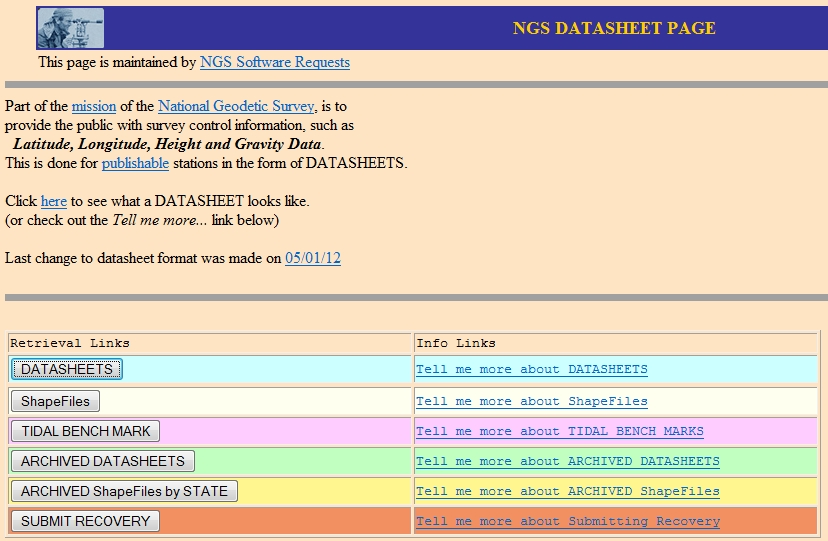 NGS DATASHEET PAGE
This page is maintained by NGS Software Requests
Part of the mission of the National Geodetic Survey, is to
provide the public with survey control information, such as
Latitude, Longitude, Height and Gravity Data.
This is done for publishable stations in the form of DATASHEETS.
Click here to see what a DATASHEET looks like.
(or check out the Tell me more... link below)
Last change to datasheet format was made on 05/01/12
Retrieval Links Info Links
DATASHEETS Tell me more about DATASHEETS
ShapeFiles Tell me more about ShapeFiles
TIDAL BENCH MARK Tell me more about TIDAL BENCH MARKS
ARCHIVED DATASHEETS Tell me more about ARCHIVED DATASHEETS
ARCHIVED ShapeFiles by STATE Tell me more about ARCHIVED ShapeFiles
SUBMIT RECOVERY Tell me more about Submitting Recovery